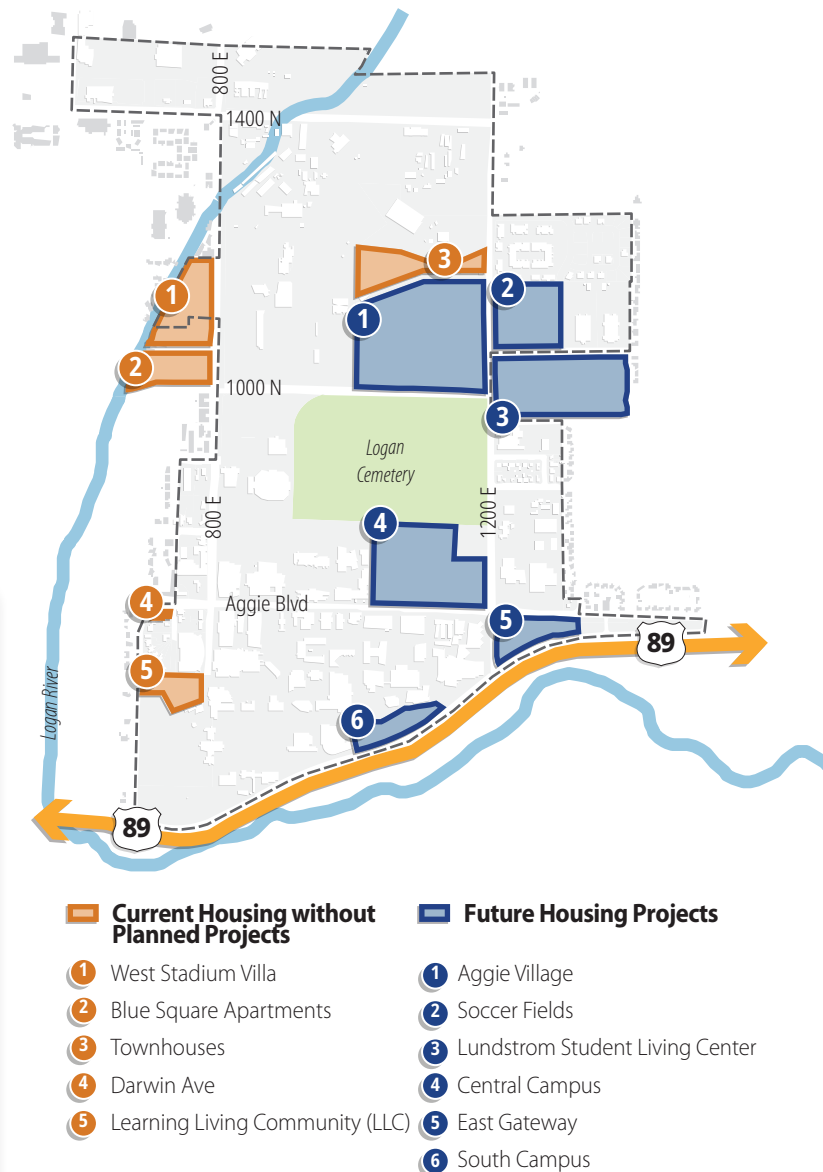 800 E
1400 N
3
1
2
1
2
1000 N
3
Logan
Cemetery
800 E
1200 E
4
4
Aggie Blvd
5
89
5
Logan River
6
89
Current Housing without
Planned Projects
1 West Stadium Villa
2 Blue Square Apartments
3 Townhouses
4 Darwin Ave
5 Learning Living Community (LLC)
Future Housing Projects
1 Aggie Village
2 Soccer Fields
3 Lundstrom Student Living Center
4 Central Campus
5 East Gateway
6 South Campus